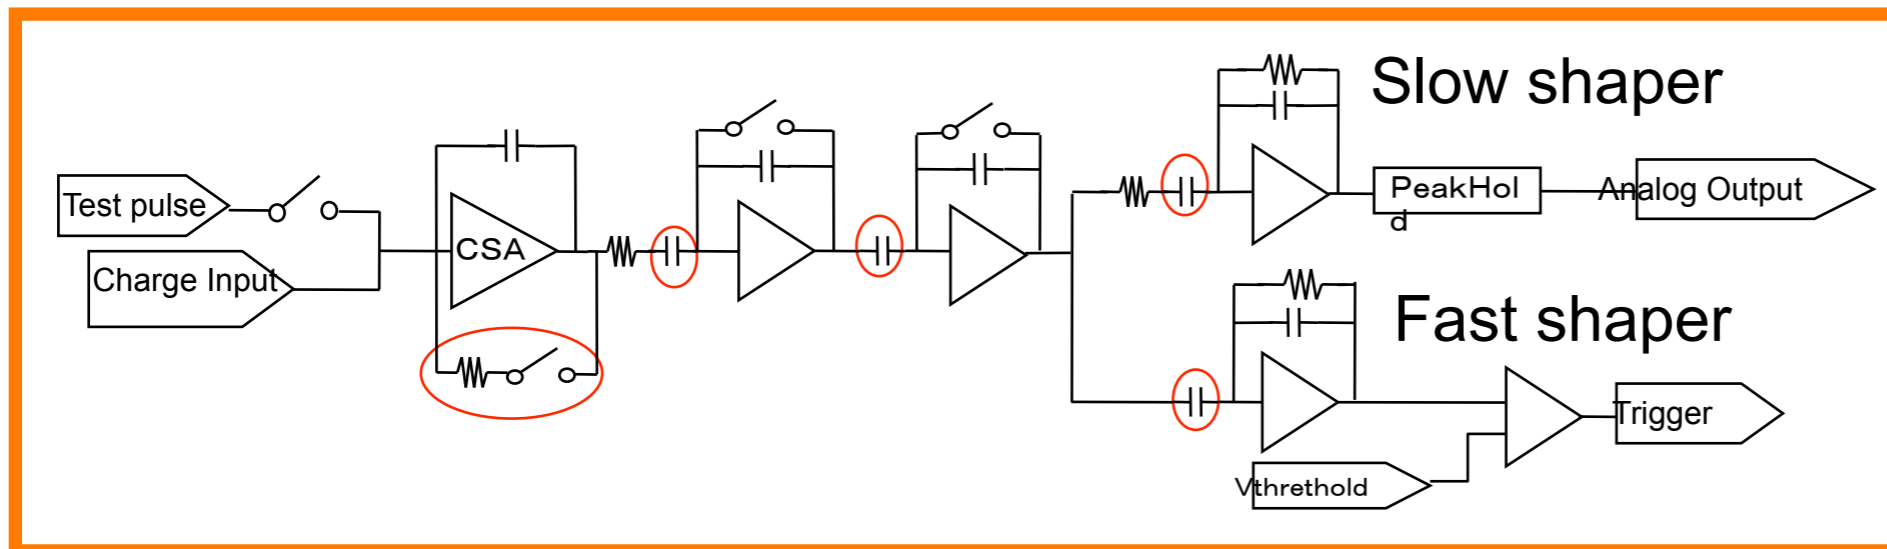 Slow shaper
Test pulse
CSA
PeakHol
d
Analog Output
Charge Input
Fast shaper
Trigger
Vthrethold